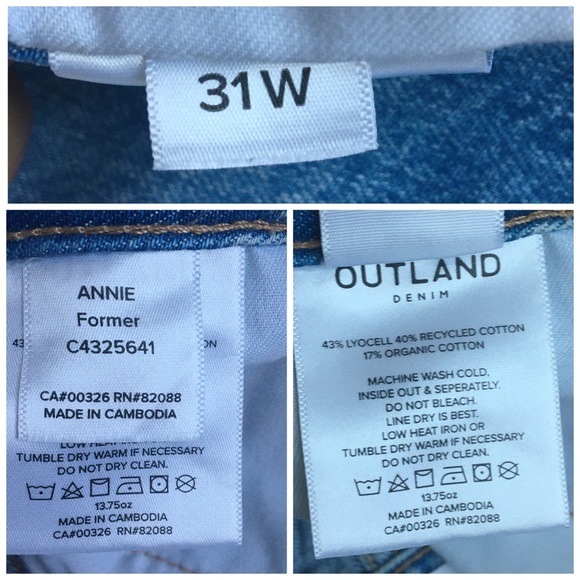 31 W
ANNIE
Former
C4325641
CA#00326 RN#82088
MADE IN CAMBODIA
TUMBLE DRY WARM IF NECESSARY
DO NOT DRY CLEAN.
13.75oz
MADE IN CAMBODIA
CA#00326 RN#82088
OUTLAND
DENIM
43% LYOCELL 40% RECYCLED COTTON
17% ORGANIC COTTON
MACHINE WASH COLD.
INSIDE OUT & SEPERATELY.
DO NOT BLEACH.
LINE DRY IS BEST.
LOW HEAT IRON OR
TUMBLE DRY WARM IF NECESSARY
DO NOT DRY CLEAN.
13.75oz
MADE IN CAMBODIA
CA#00326 RN#82088